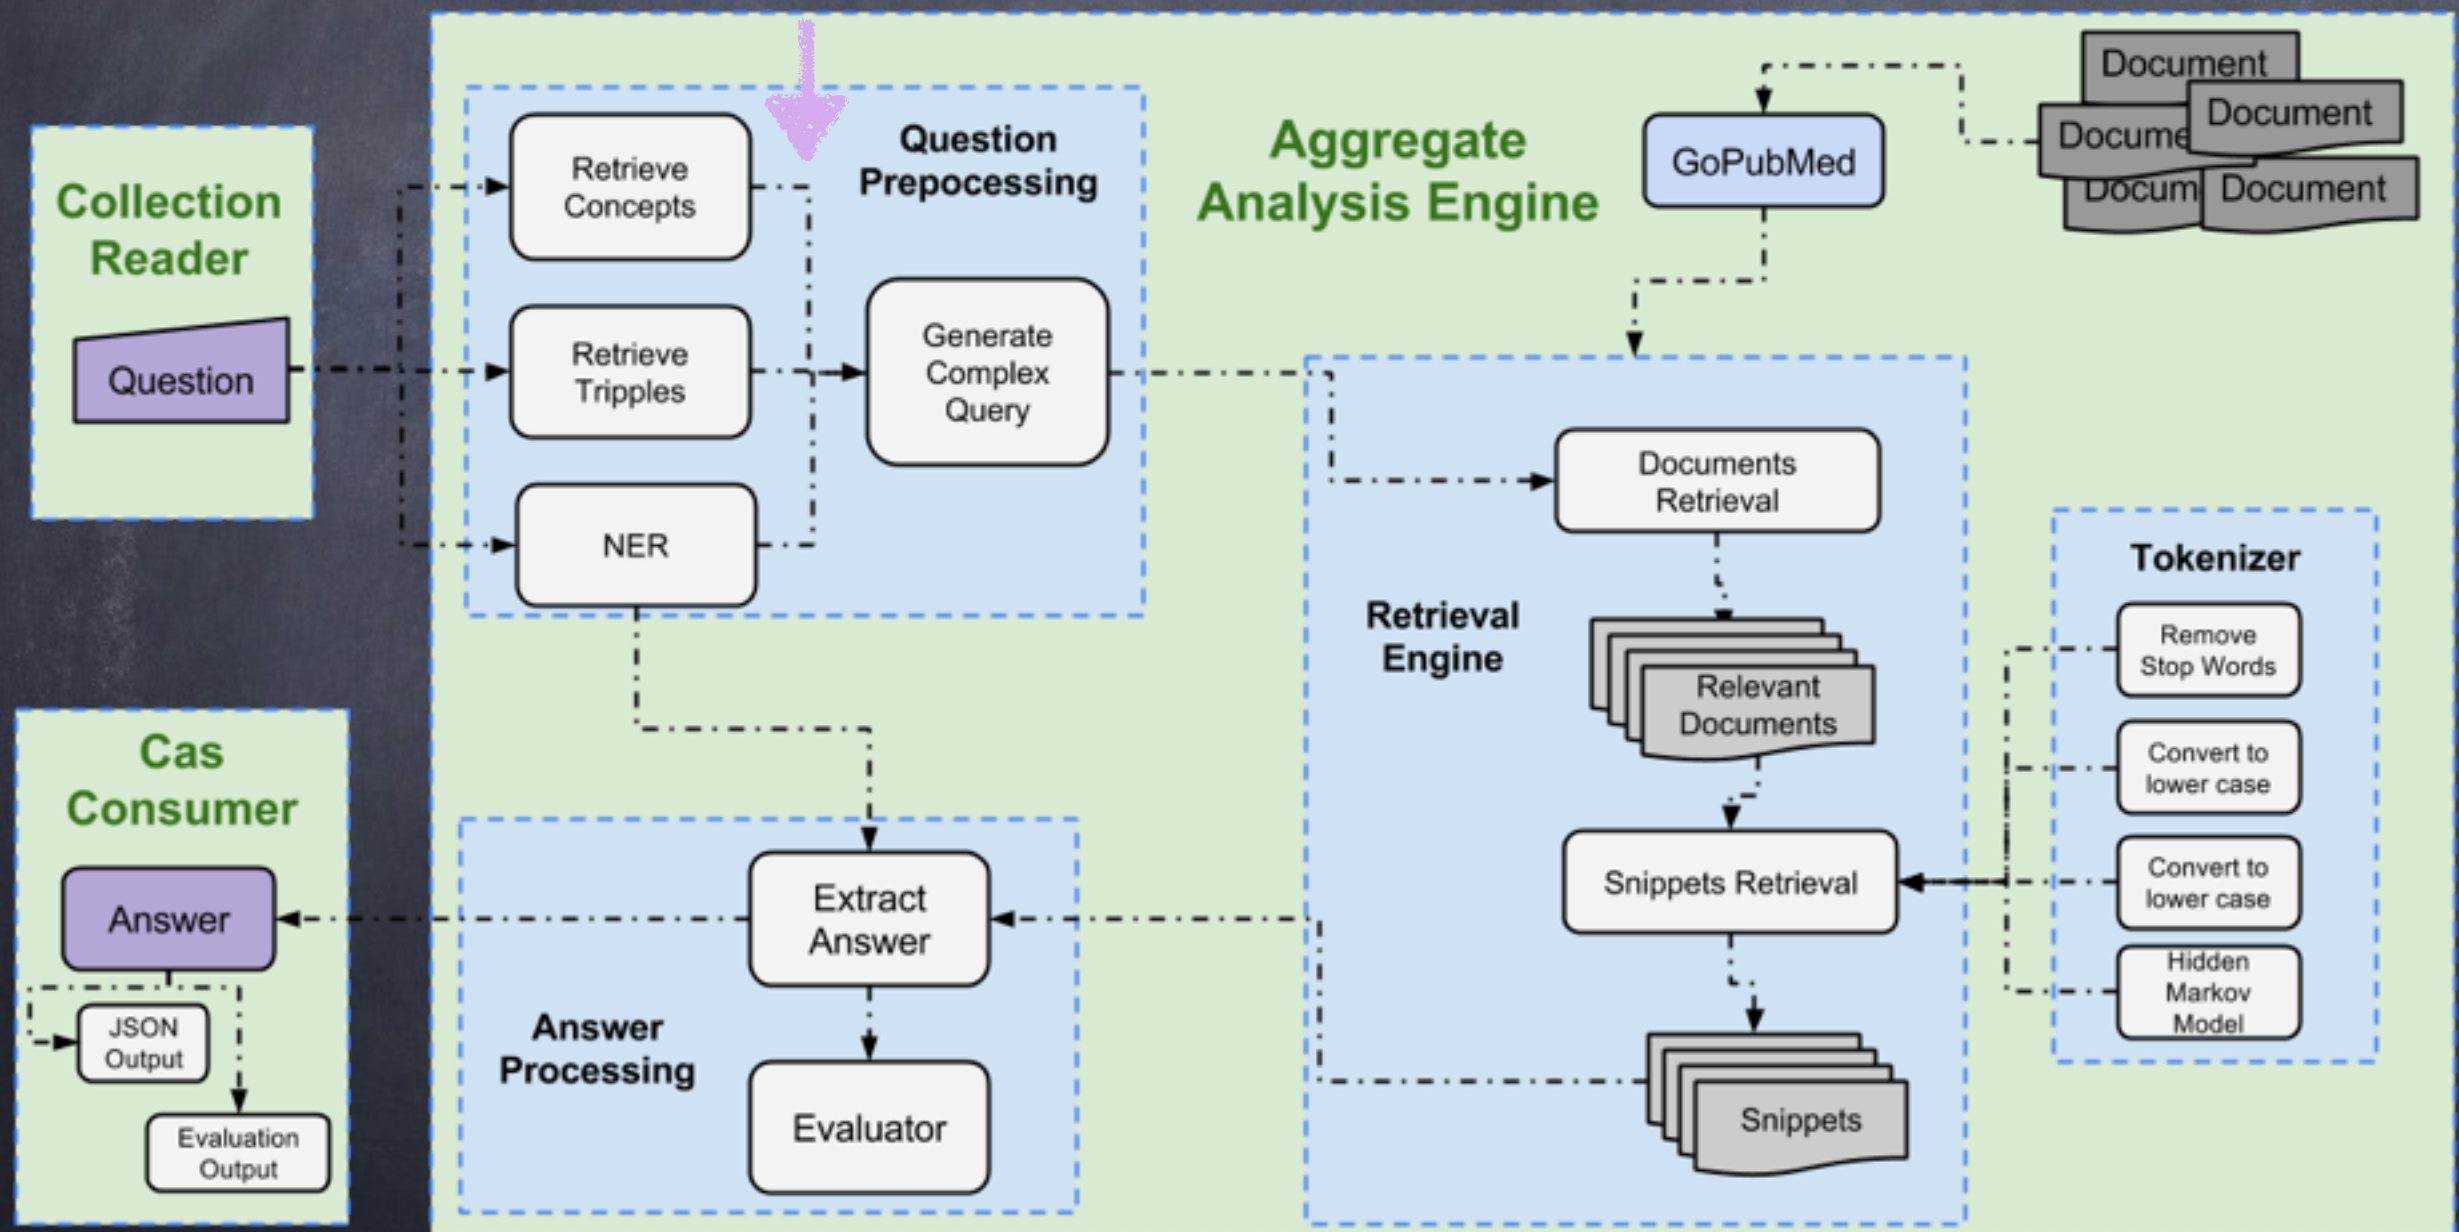 Collection
Reader
Question
Retrieve
Concepts
Retrieve
Tripples
NER
Question
Prepocessing
Generate
Complex
Query
Aggregate
Analysis Engine
GoPubMed
Document
Docume
Document
Docum
Document
Documents
Retrieval
Retrieval
Engine
Relevant
Documents
Snippets Retrieval
Snippets
Tokenizer
Remove
Stop Words
Convert to
lower case
Convert to
lower case
Hidden
Markov
Model
Cas
Consumer
Answer
JSON
Output
Evaluation
Output
Answer
Processing
Extract
Answer
Evaluator